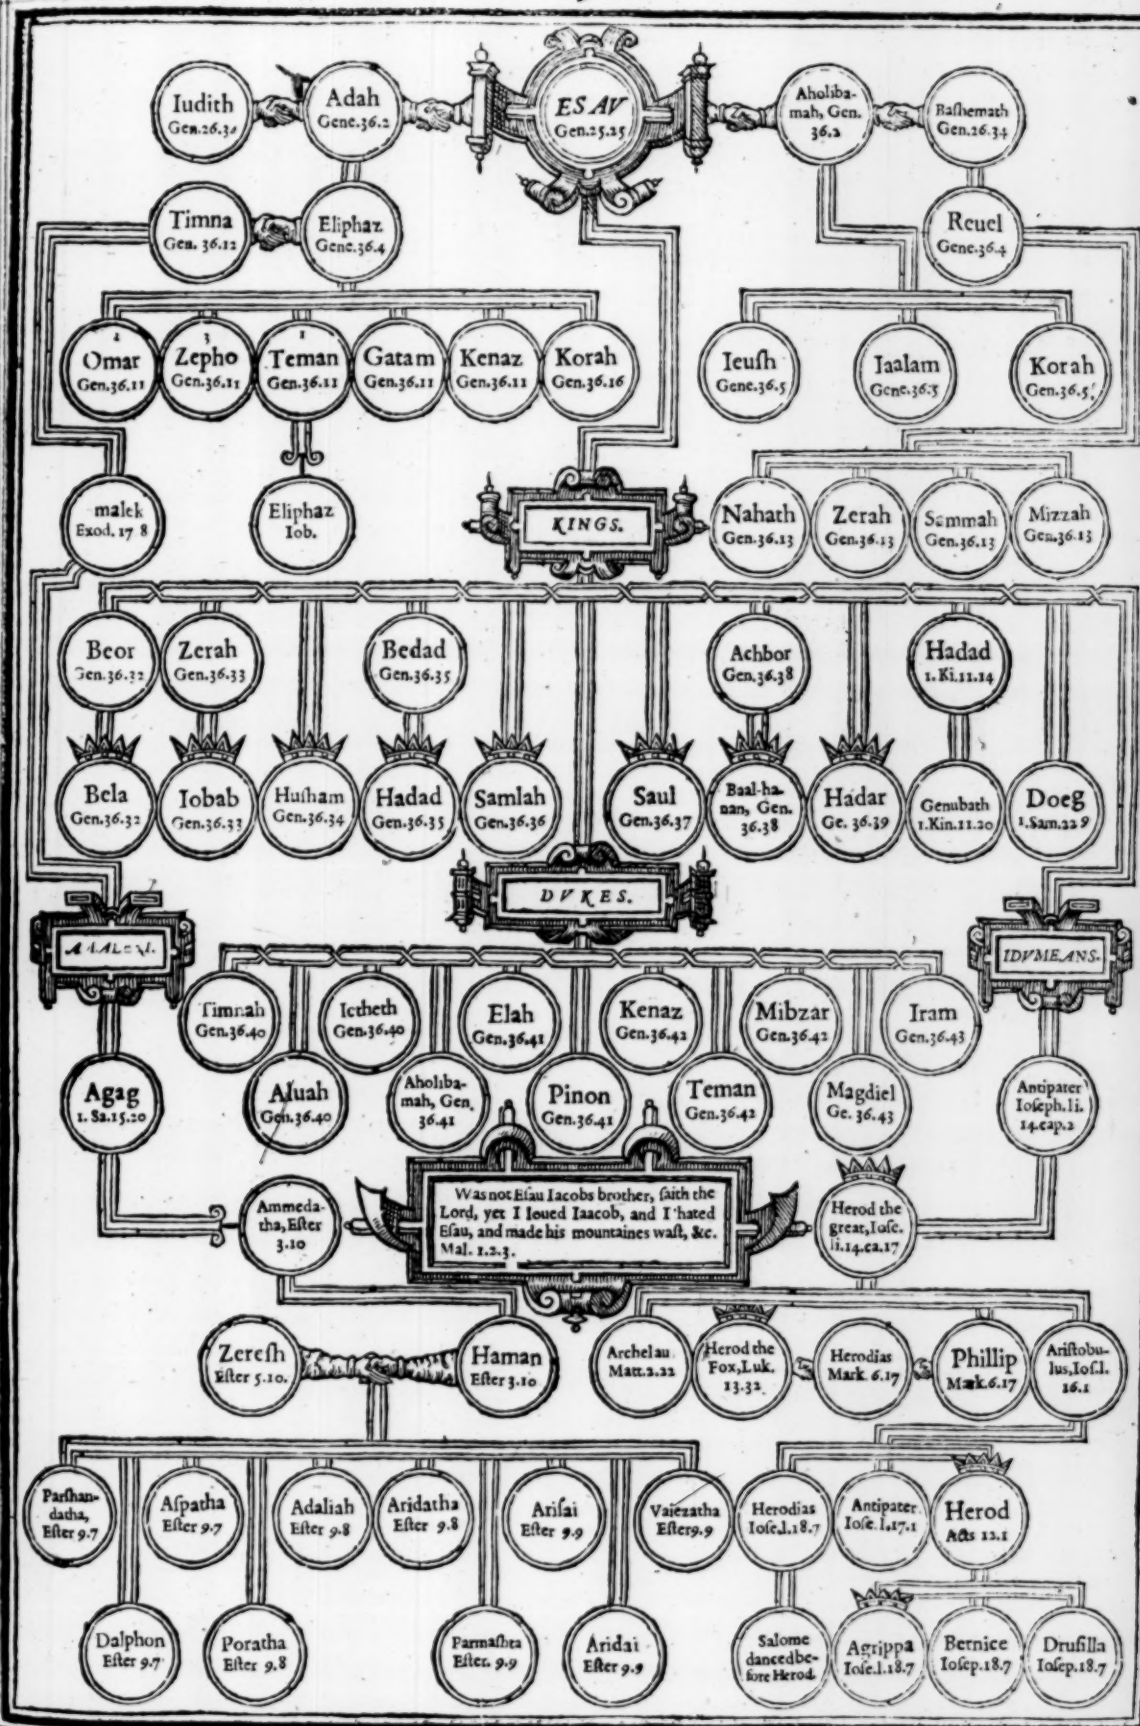 Iudith
Gen.26.34
Adah
Gene.36.2
ESAV
Gen.25.25
Aholiba-
mah, Gen.
36.2
Bashemath
Gen.26.34
Timna
Gen. 36.12
Eliphaz
Gene.36.4
Reuel
Gene.36.4
2
Omar
Gen.36.11
3
Zepho
Gen.36.11
1
Teman
Gen.36.11
Gatam
Gen.36.11
Kenaz
Gen.36.11
Korah
Gen.36.16
Ieuſh
Gene.36.5
Iaalam
Gene.36.5
Korah
Gen.36.5
malek
Exod. 17 8
Eliphaz
Iob.
KINGS.
Nahath
Gen.36.13
Zerah
Gen.36.13
Sammah
Gen.36.13
Mizzah
Gen.36.13
Beor
Gen.36.32
Zerah
Gen.36.33
Bedad
Gen.36.35
Achbor
Gen.36.38
Hadad
1. Ki.11.14
Bela
Gen.36.32
Iobab
Gen.36.33
Huſham
Gen.36.34
Hadad
Gen.36.35
Samlah
Gen.36.36
Saul
Gen.36.37
Baal-ha-
nan, Gen.
36.38
Hadar
Ge. 36.39
Genubath
1.Kin.11.20
Doeg
1.Sam.22 9
DVKES.
IDVMEANS.
Timnah
Gen.36.40
Ietheth
Gen.36.40
Elah
Gen.36.41
Kenaz
Gen.36.42
Mibzar
Gen.36.42
Iram
Gen.36.43
Agag
1. Sa.15.20
Aluah
Gen.36.40
Aholiba-
mah, Gen.
36.41
Pinon
Gen.36.41
Teman
Gen.36.42
Magdiel
Ge. 36.43
Antipater
Ioſeph. li.
14.cap.2
Ammeda-
tha, Eſter
3.10
Was not Eſau Iacobs brother, ſaith the
Lord, yet I loued Iaacob, and I hated
Eſau, and made his mountaines waſt, &c.
Mal. 1.2.3.
Herod the
great, Ioſe.
li.14.ca.17
Zereſh
Eſter 5.10.
Haman
Eſter 3.10
Archelau
Matt.2.22
Herod the
Fox, Luk.
13.32.
Herodias
Mark. 6.17
Phillip
Mark.6.17
Ariſtobu-
lus, Ioſ.l.
16.1
Parſhan-
datha,
Eſter 9.7
Aſpatha
Eſter 9.7
Adaliah
Eſter 9.8
Aridatha
Eſter 9.8
Ariſai
Eſter 9.9
Vaiezatha
Eſter 9.9
Herodias
Ioſe.l.18.7
Antipater.
Ioſe. l.17.1
Herod
Acts 12.1
Dalphon
Eſter 9.7
Poratha
Eſter 9.8
Parmaſhta
Eſter. 9.9
Aridai
Eſter 9.9
Salome
danced be-
fore Herod.
Agrippa
Ioſe.l.18.7
Bernice
Ioſep.18.7
Druſilla
Ioſep.18.7